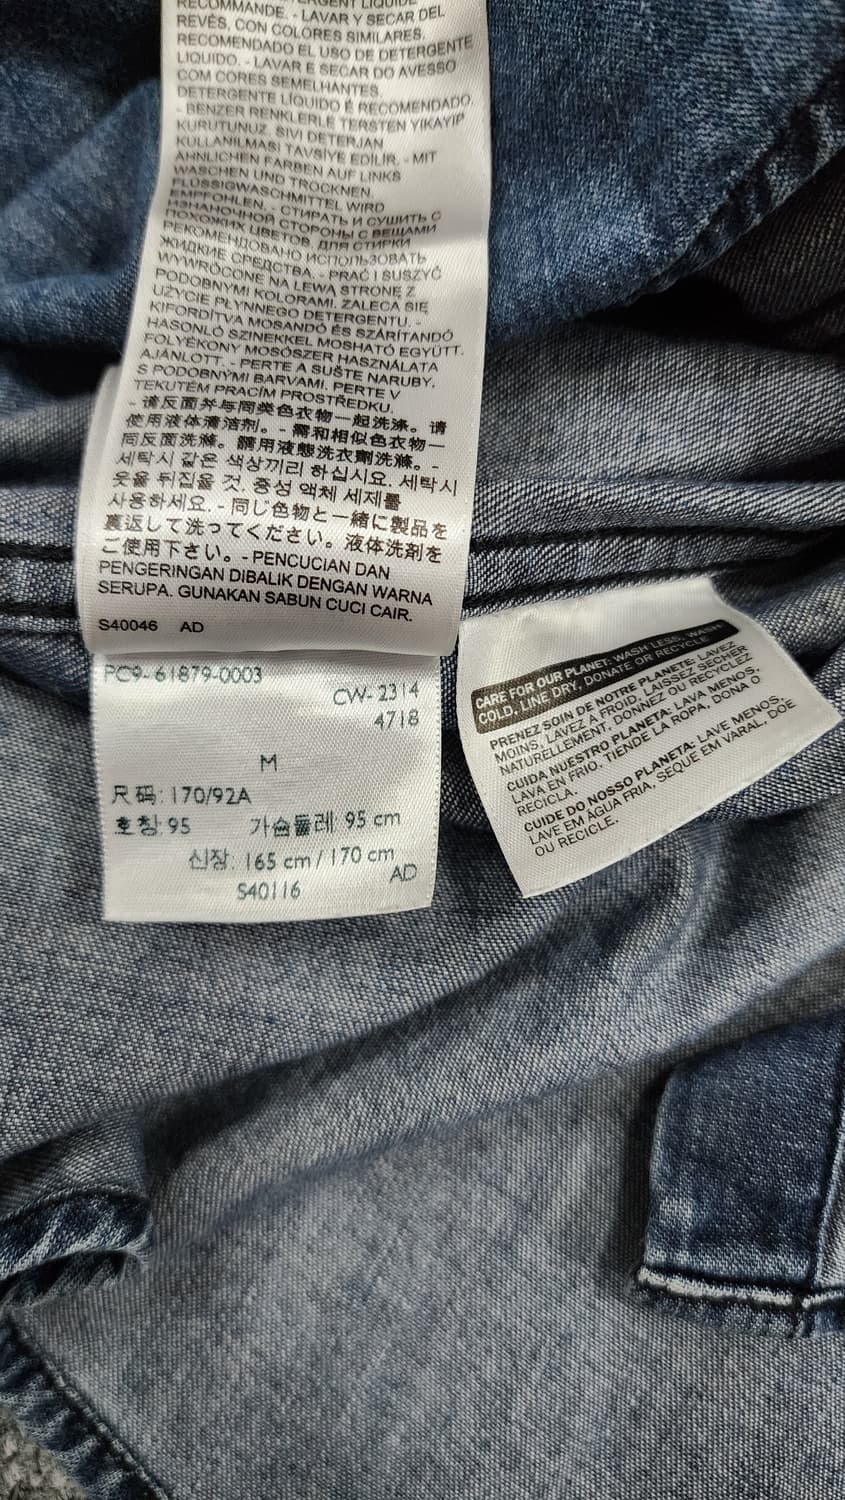 RECOMMANDÉ. - LAVAR Y SECAR DEL
REVÉS, CON COLORES SIMILARES.
RECOMENDADO EL USO DE DETERGENTE
LIQUIDO. - LAVAR E SECAR DO AVESSO
COM CORES SEMELHANTES.
DETERGENTE LÍQUIDO É RECOMENDADO.
- BENZER RENKLERLE TERSTEN YIKAYIP
KURUTUNUZ. SIVI DETERJAN
KULLANILMASI TAVSİYE EDİLİR. - MIT
ÄHNLICHEN FARBEN AUF LINKS
WASCHEN UND TROCKNEN.
FLÜSSIGWASCHMITTEL WIRD
EMPFOHLEN. - СТИРАТЬ И СУШИТЬ С
ИЗНАНОЧНОЙ СТОРОНЫ С ВЕЩАМИ
ПОХОЖИХ ЦВЕТОВ. ДЛЯ СТИРКИ
РЕКОМЕНДОВАНО ИСПОЛЬЗОВАТЬ
ЖИДКИЕ СРЕДСТВА. - PRAĆ I SUSZYĆ
WYWRÓCONE NA LEWĄ STRONĘ Z
PODOBNYMI KOLORAMI. ZALECA SIĘ
UŻYCIE PŁYNNEGO DETERGENTU. -
KIFORDÍTVA MOSANDÓ ÉS SZÁRÍTANDÓ
HASONLÓ SZINEKKEL MOSHATÓ EGYÜTT.
FOLYÉKONY MOSÓSZER HASZNÁLATA
AJÁNLOTT. - PERTE A SUŠTE NARUBY,
S PODOBNÝMI BARVAMI. PERTE V
TEKUTÉM PRACÍM PROSTŘEDKU.
- 请反面并与同类色衣物一起洗涤。请
使用液体清洁剂。- 需和相似色衣物一
同反面洗滌。請用液態洗衣劑洗滌。-
세탁시 같은 색상끼리 하십시요. 세탁시
옷을 뒤집을 것. 중성 액체 세제를
사용하세요. - 同じ色物と一緒に製品を
裏返して洗ってください。液体洗剤を
ご使用下さい。- PENCUCIAN DAN
PENGERINGAN DIBALIK DENGAN WARNA
SERUPA. GUNAKAN SABUN CUCI CAIR.
S40046 AD
PC9-61879-0003
CW-2314
4718
M
尺码: 170/92A
호칭: 95 가슴둘레: 95 cm
신장: 165 cm / 170 cm
AD
S40116
CARE FOR OUR PLANET: WASH LESS, WASH
COLD, LINE DRY, DONATE OR RECYCLE.
PRENEZ SOIN DE NOTRE PLANETE: LAVEZ
MOINS, LAVEZ A FROID, LAISSEZ SÉCHER
NATURELLEMENT, DONNEZ OU RECYCLEZ
CUIDA NUESTRO PLANETA: LAVA MENOS,
LAVA EN FRIO, TIENDE LA ROPA, DONA O
RECICLA.
CUIDE DO NOSSO PLANETA: LAVE MENOS,
LAVE EM ÁGUA FRIA, SEQUE EM VARAL, DOE
OU RECICLE.